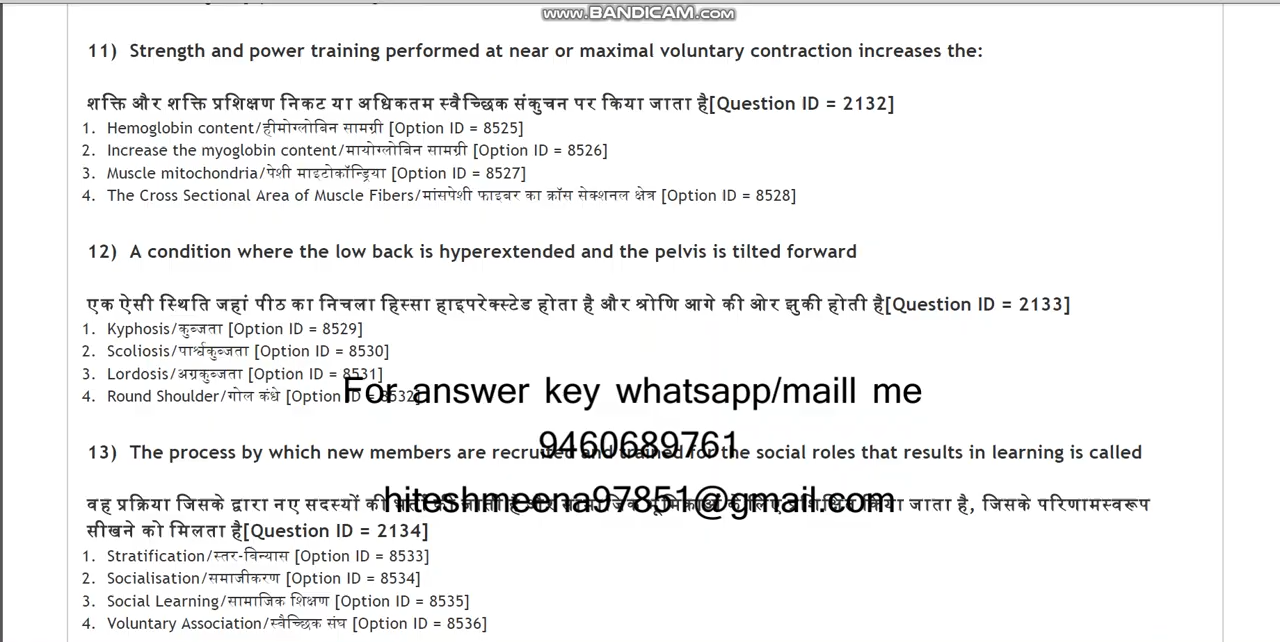 www.BANDICAM.com
11) Strength and power training performed at near or maximal voluntary contraction increases the:
शक्ति और शक्ति प्रशिक्षण निकट या अधिकतम स्वैच्छिक संकुचन पर किया जाता है[Question ID = 2132]
1. Hemoglobin content/हीमोग्लोबिन सामग्री [Option ID = 8525]
2. Increase the myoglobin content/मायोग्लोबिन सामग्री [Option ID = 8526]
3. Muscle mitochondria/पेशी माइटोकॉन्ड्रिया [Option ID = 8527]
4. The Cross Sectional Area of Muscle Fibers/मांसपेशी फाइबर का क्रॉस सेक्शनल क्षेत्र [Option ID = 8528]
12) A condition where the low back is hyperextended and the pelvis is tilted forward
एक ऐसी स्थिति जहां पीठ का निचला हिस्सा हाइपरेक्स्टेड होता है और श्रोणि आगे की ओर झुकी होती है[Question ID = 2133]
1. Kyphosis/कुब्जता [Option ID = 8529]
2. Scoliosis/पार्श्वकुब्जता [Option ID = 8530]
3. Lordosis/अग्रकुब्जता [Option ID = 8531]
4. Round Shoulder/गोल कंधे [Option ID = 8532]
For answer key whatsapp/maill me
9460689761
hiteshmeena97851@gmail.com
13) The process by which new members are recruited and trained for the social roles that results in learning is called
वह प्रक्रिया जिसके द्वारा नए सदस्यों की जाती है और के लिए किया जाता है, जिसके परिणामस्वरूप
सीखने को मिलता है[Question ID = 2134]
1. Stratification/स्तर-विन्यास [Option ID = 8533]
2. Socialisation/समाजीकरण [Option ID = 8534]
3. Social Learning/सामाजिक शिक्षण [Option ID = 8535]
4. Voluntary Association/स्वैच्छिक संघ [Option ID = 8536]